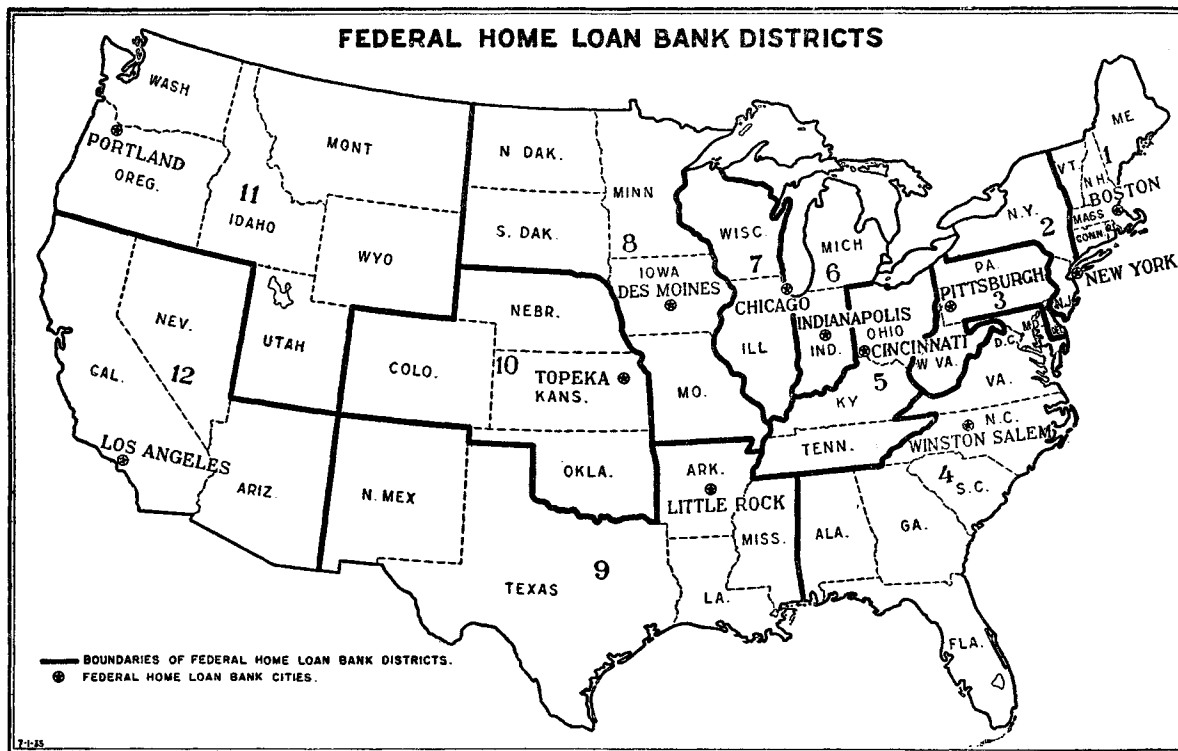 FEDERAL HOME LOAN BANK DISTRICTS
WASH
PORTLAND
OREG.
11
IDAHO
MONT
WYO
N DAK.
S. DAK.
MINN
8
IOWA
DES MOINES
WISC.
7
CHICAGO
ILL
MICH
6
INDIANAPOLIS
IND.
OHIO
CINCINNATI
5
KY
W VA.
PA.
PITTSBURGH
3
N.Y.
2
NEW YORK
N.J.
ME
1
VT.
N H.
BOSTON
MASS
CONN.
R.I.
MD.
DEL
D.C.
VA.
N.C.
WINSTON SALEM
4
S.C.
GA.
ALA.
FLA.
TENN.
MISS.
ARK.
LITTLE ROCK
LA.
TEXAS
9
N. MEX
OKLA.
MO.
NEBR.
10
TOPEKA
KANS.
COLO.
UTAH
NEV.
12
CAL.
LOS ANGELES
ARIZ.
BOUNDARIES OF FEDERAL HOME LOAN BANK DISTRICTS.
FEDERAL HOME LOAN BANK CITIES.
7-1-35